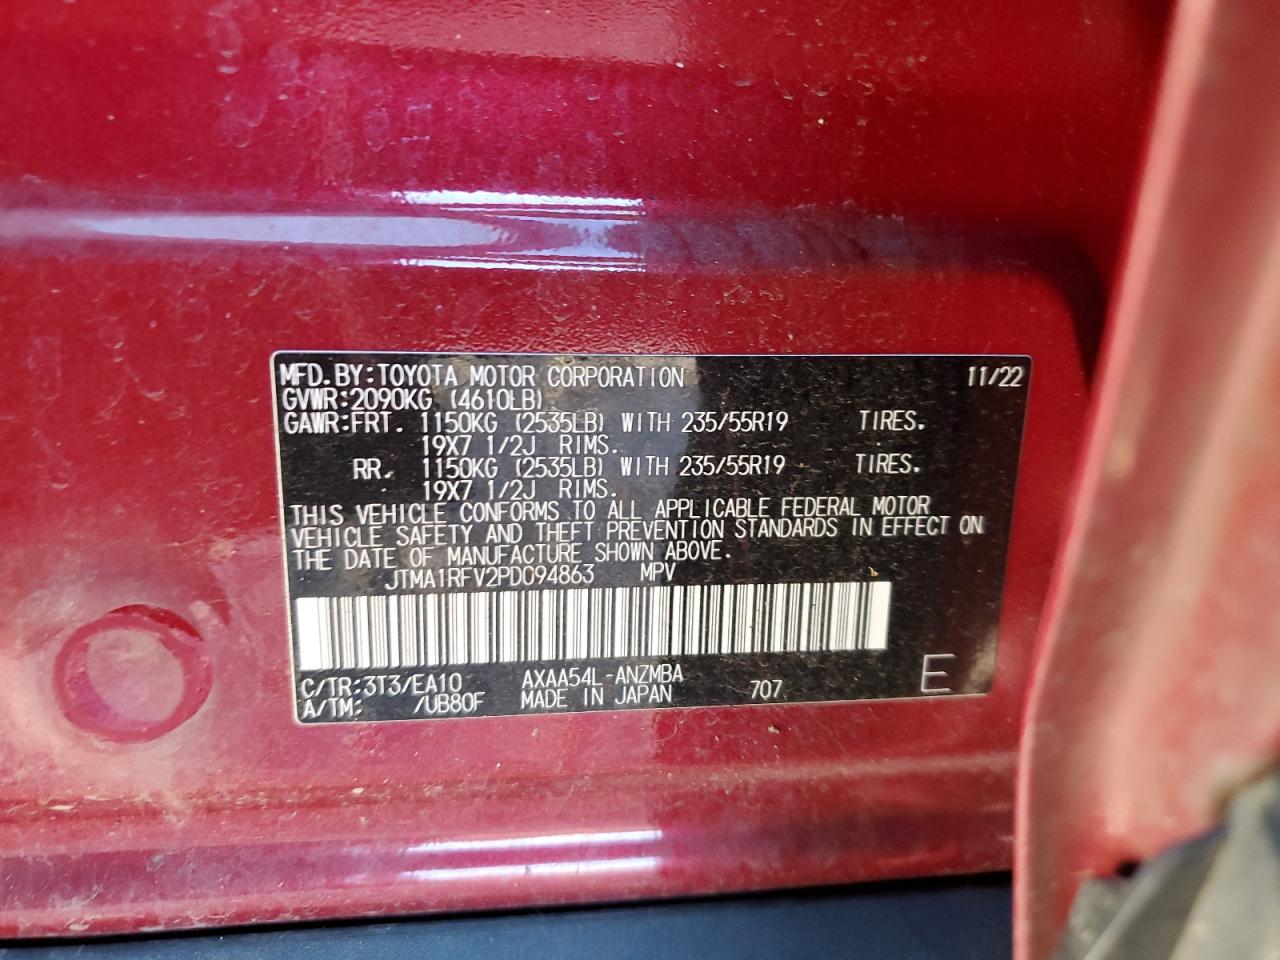 MFD.BY:TOYOTA MOTOR CORPORATION 11/22
GVWR:2090KG (4610LB)
GAWR:FRT. 1150KG (2535LB) WITH 235/55R19 TIRES.
19X7 1/2J RIMS.
RR. 1150KG (2535LB) WITH 235/55R19 TIRES.
19X7 1/2J RIMS.
THIS VEHICLE CONFORMS TO ALL APPLICABLE FEDERAL MOTOR
VEHICLE SAFETY AND THEFT PREVENTION STANDARDS IN EFFECT ON
THE DATE OF MANUFACTURE SHOWN ABOVE.
JTMA1RFV2PD094863 MPV
C/TR:3T3/EA10 AXAA54L-ANZMBA
A/TM: /UB80F MADE IN JAPAN 707 E